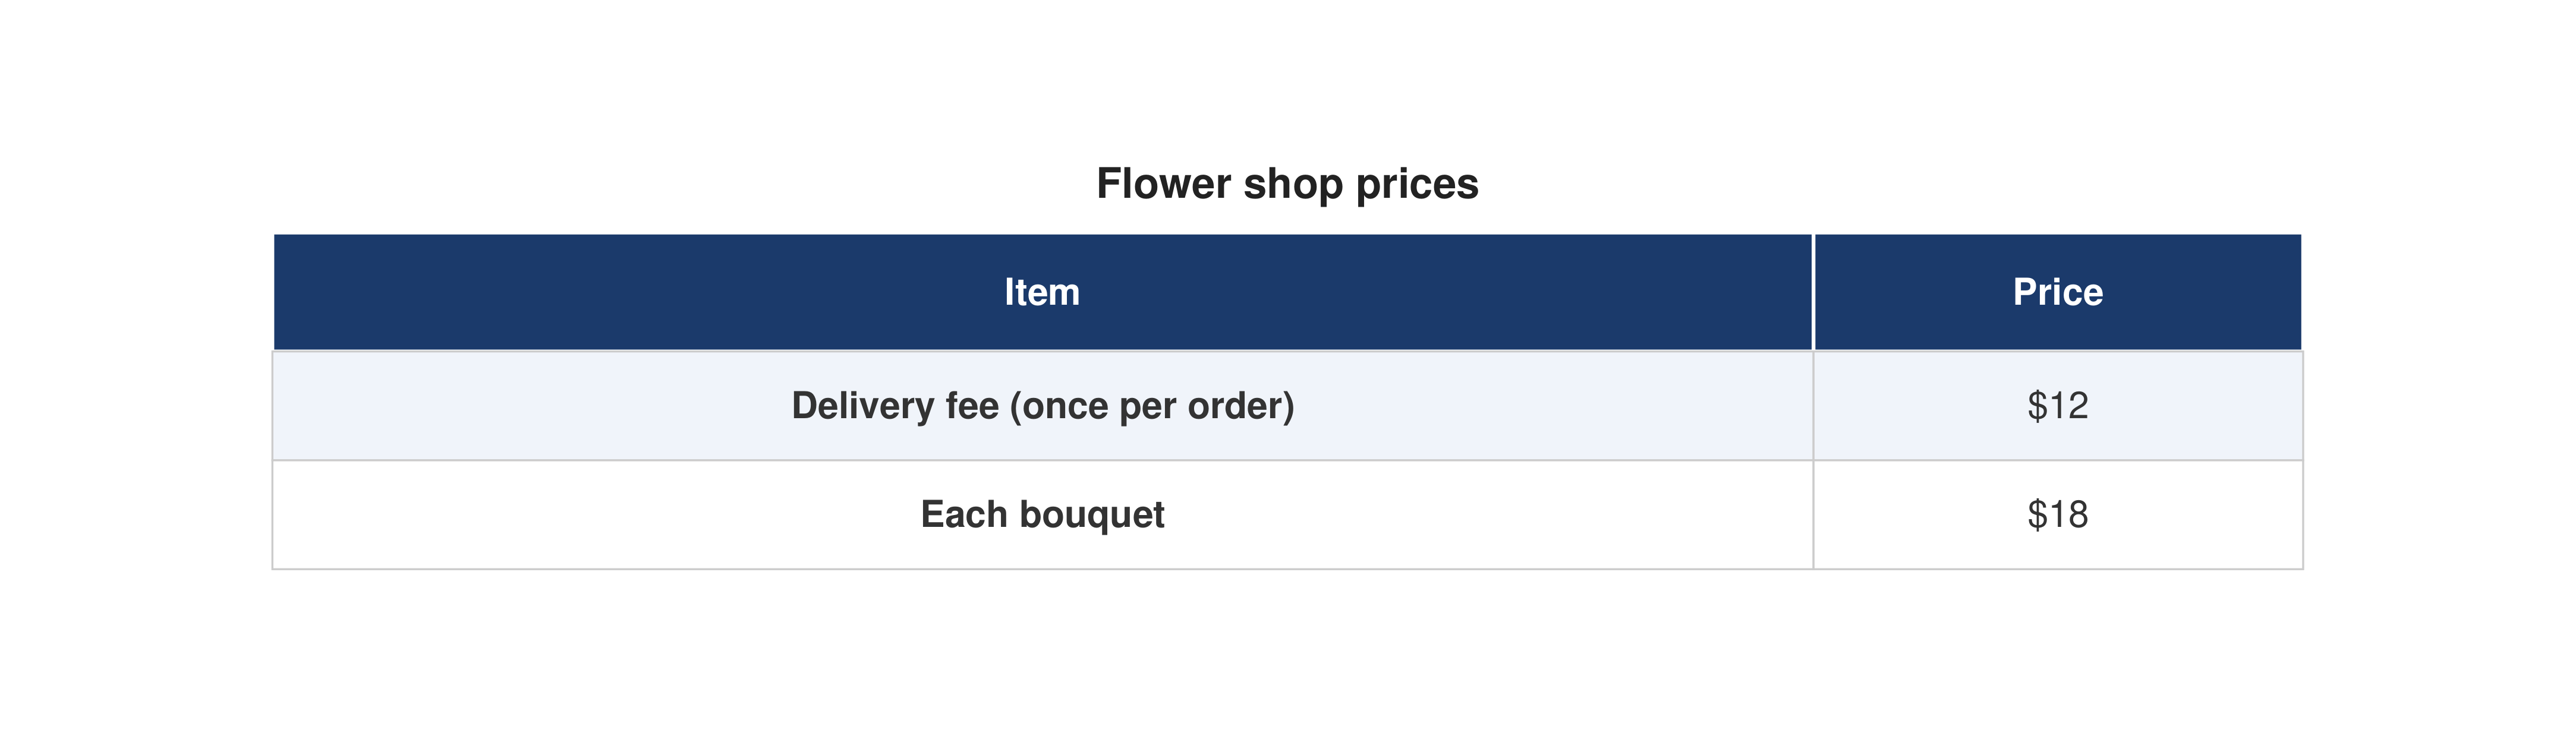 Flower shop prices
Item Price
Delivery fee (once per order) $12
Each bouquet $18